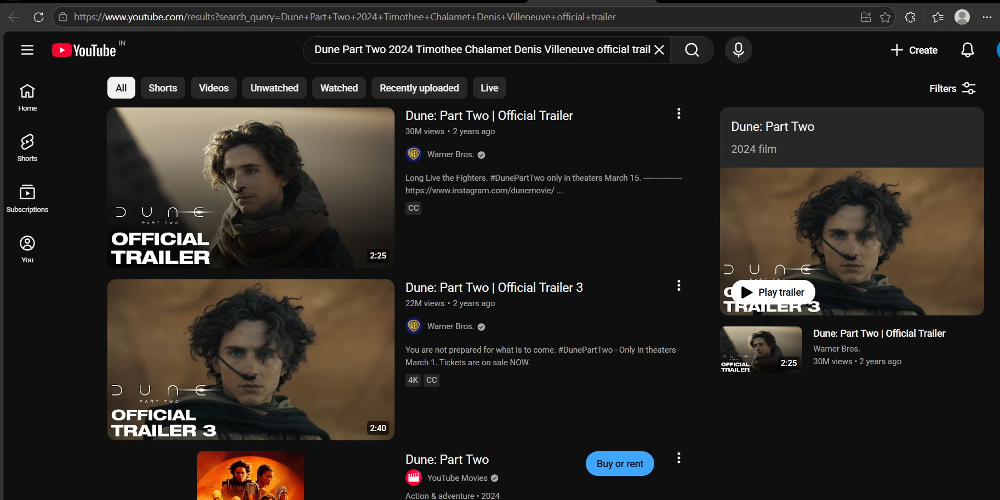 https://www.youtube.com/results?search_query=Dune+Part+Two+2024+Timothee+Chalamet+Denis+Villeneuve+official+trailer
YouTube IN
Dune Part Two 2024 Timothee Chalamet Denis Villeneuve official trail
Create
All
Shorts
Videos
Unwatched
Watched
Recently uploaded
Live
Filters
Home
Shorts
Subscriptions
You
DUNE
PART TWO
OFFICIAL
TRAILER
2:25
Dune: Part Two | Official Trailer
30M views • 2 years ago
Warner Bros.
Long Live the Fighters. #DunePartTwo only in theaters March 15. -----------------
https://www.instagram.com/dunemovie/ ...
CC
DUNE
PART TWO
OFFICIAL
TRAILER 3
2:40
Dune: Part Two | Official Trailer 3
22M views • 2 years ago
Warner Bros.
You are not prepared for what is to come. #DunePartTwo - Only in theaters
March 1. Tickets are on sale NOW.
4K CC
Dune: Part Two
YouTube Movies
Action & adventure • 2024
Buy or rent
Dune: Part Two
2024 film
DUNE
Play trailer
TRAILER 3
DUNE
OFFICIAL
TRAILER
2:25
Dune: Part Two | Official Trailer
Warner Bros.
30M views • 2 years ago